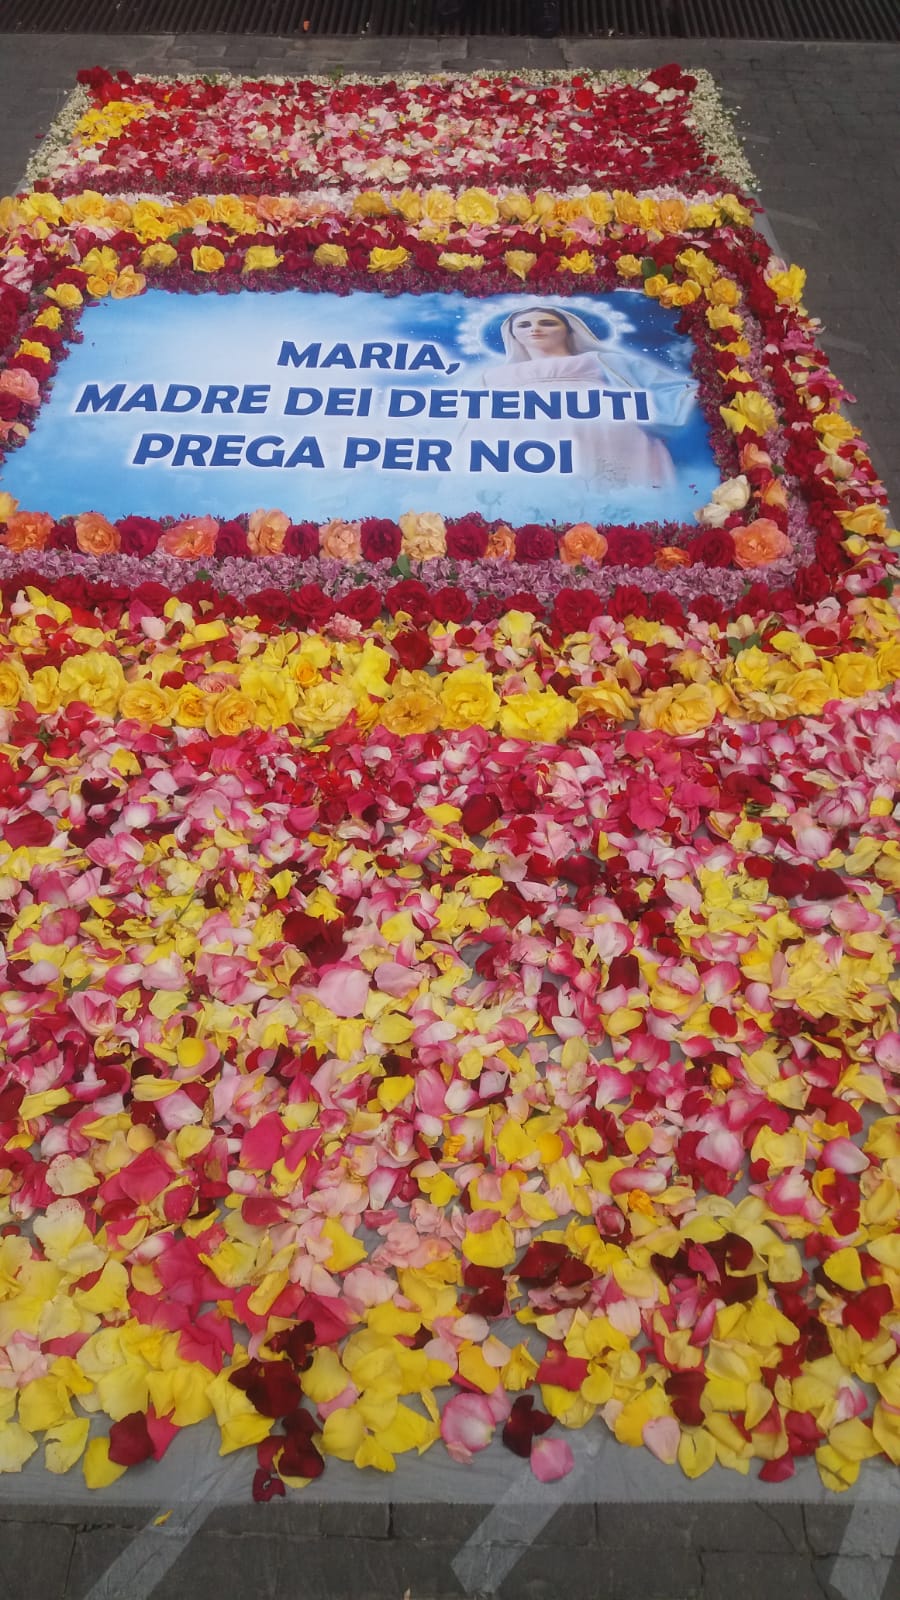 MARIA,
MADRE DEI DETENUTI
PREGA PER NOI